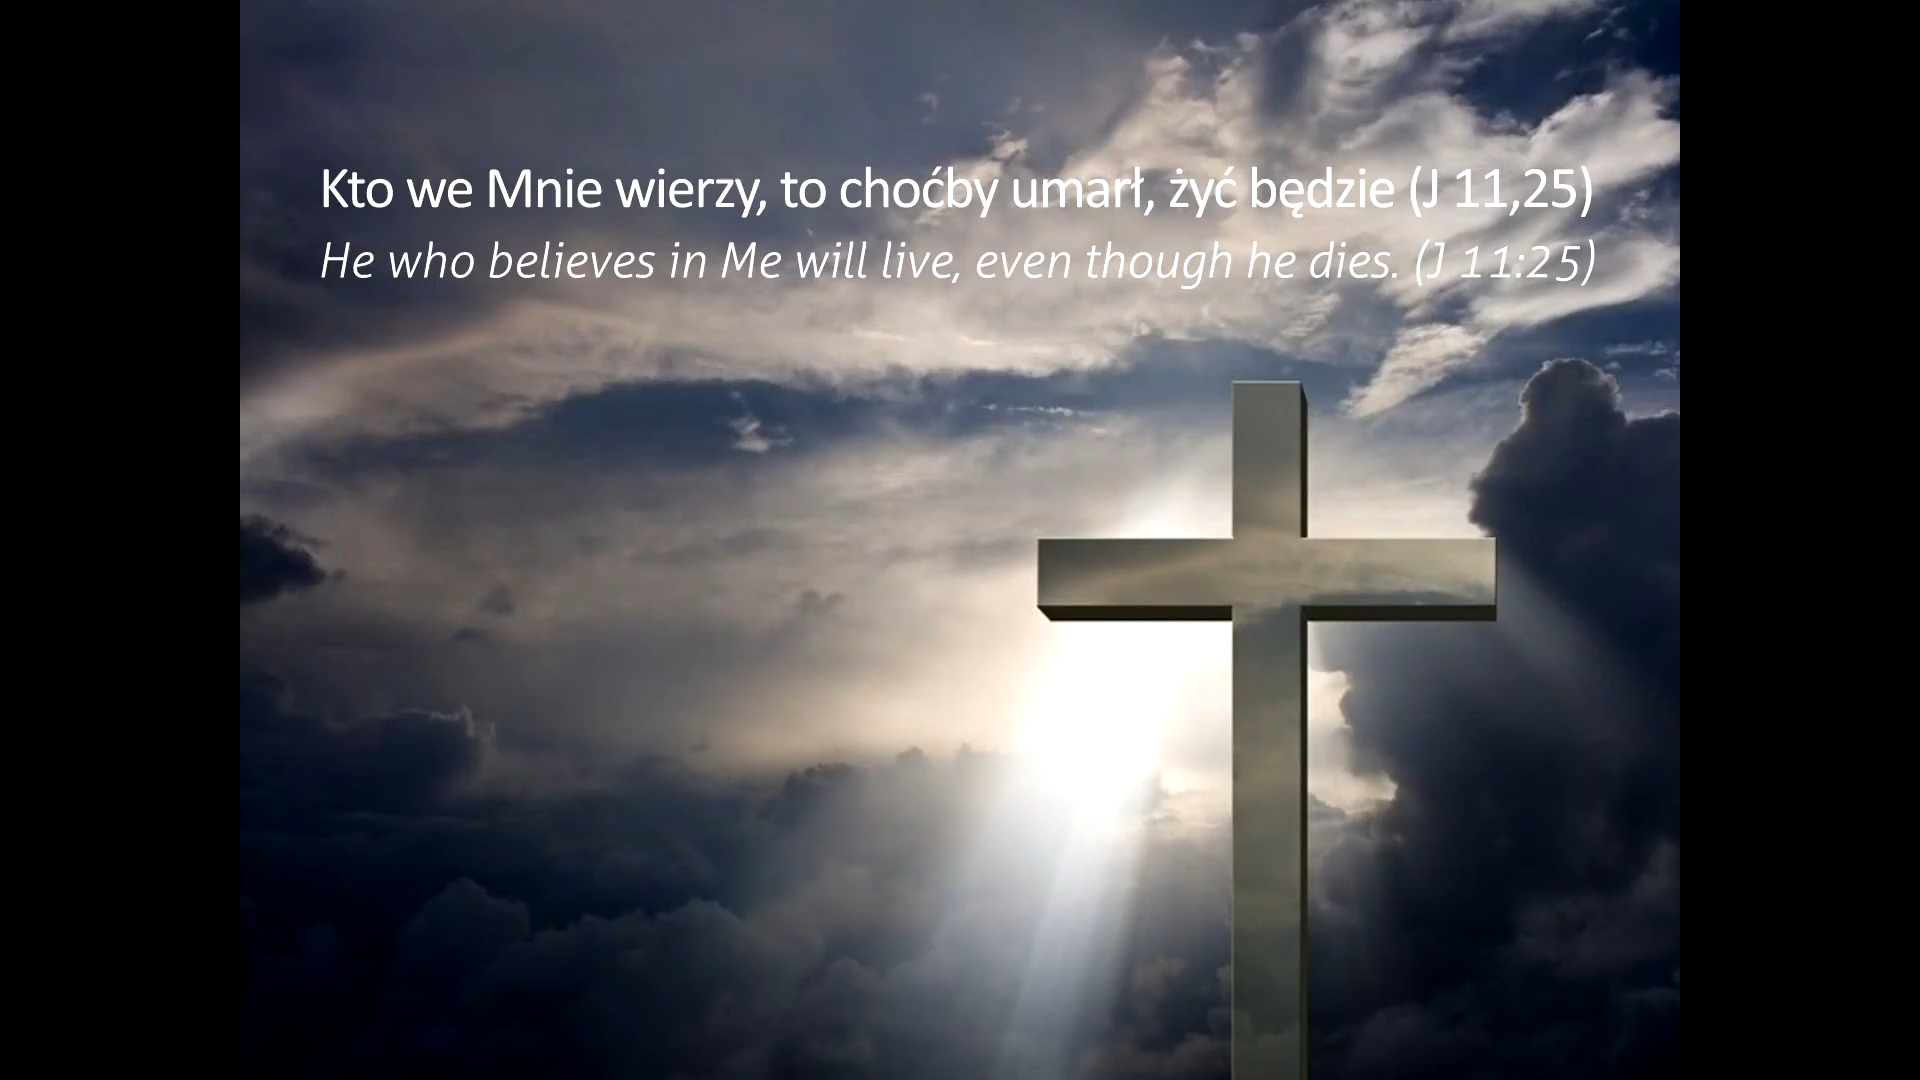 Kto we Mnie wierzy, to choćby umarł, żyć będzie (J 11,25)
He who believes in Me will live, even though he dies. (J 11:25)